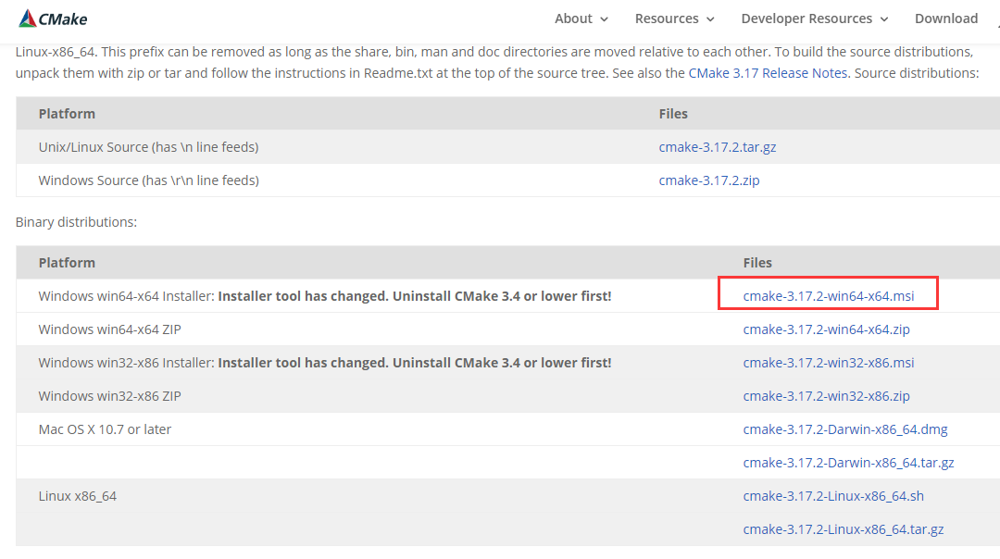 CMake
About Resources Developer Resources Download
Linux-x86_64. This prefix can be removed as long as the share, bin, man and doc directories are moved relative to each other. To build the source distributions,
unpack them with zip or tar and follow the instructions in Readme.txt at the top of the source tree. See also the CMake 3.17 Release Notes. Source distributions:
Platform Files
Unix/Linux Source (has \n line feeds) cmake-3.17.2.tar.gz
Windows Source (has \r\n line feeds) cmake-3.17.2.zip
Binary distributions:
Platform Files
Windows win64-x64 Installer: Installer tool has changed. Uninstall CMake 3.4 or lower first! cmake-3.17.2-win64-x64.msi
Windows win64-x64 ZIP cmake-3.17.2-win64-x64.zip
Windows win32-x86 Installer: Installer tool has changed. Uninstall CMake 3.4 or lower first! cmake-3.17.2-win32-x86.msi
Windows win32-x86 ZIP cmake-3.17.2-win32-x86.zip
Mac OS X 10.7 or later cmake-3.17.2-Darwin-x86_64.dmg
cmake-3.17.2-Darwin-x86_64.tar.gz
Linux x86_64 cmake-3.17.2-Linux-x86_64.sh
cmake-3.17.2-Linux-x86_64.tar.gz